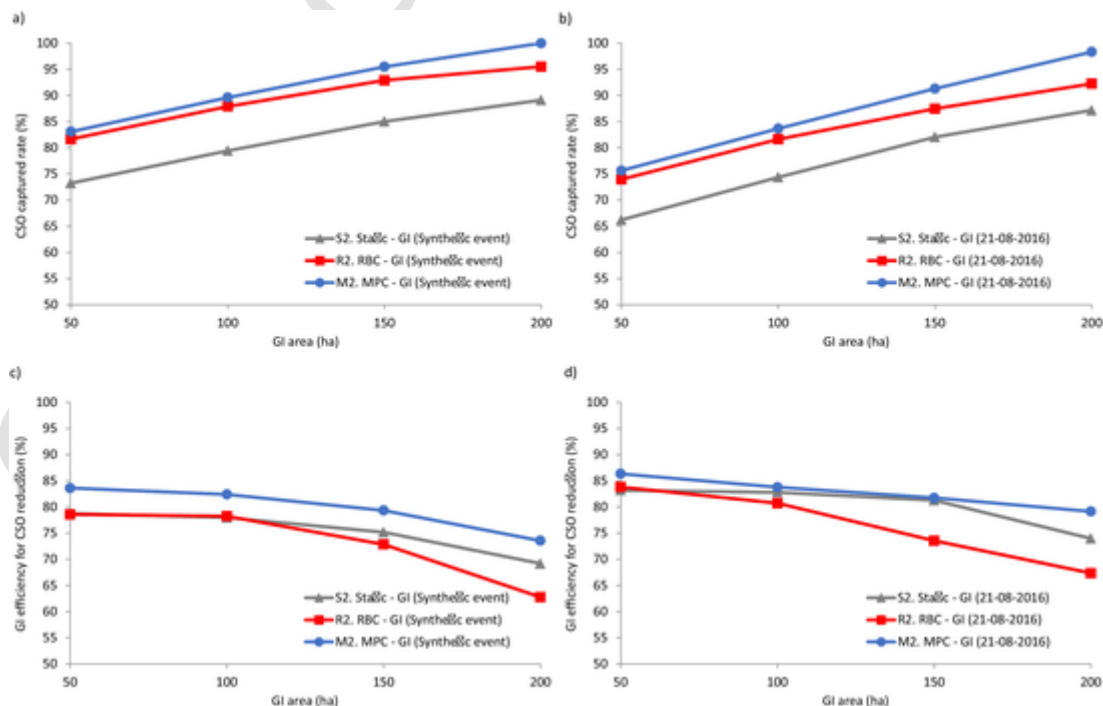 a)
CSO captured rate (%)
100
95
90
85
80
75
70
65
60
55
50
50 100 150 200
GI area (ha)
S2. Sta - GI (Synthe c event)
R2. RBC - GI (Synthe c event)
M2. MPC - GI (Synthe c event)
b)
CSO captured rate (%)
100
95
90
85
80
75
70
65
60
55
50
50 100 150 200
GI area (ha)
S2. Sta c - GI (21-08-2016)
R2. RBC - GI (21-08-2016)
M2. MPC - GI (21-08-2016)
c)
GI efficiency for CSO reduc on (%)
100
95
90
85
80
75
70
65
60
55
50
50 100 150 200
GI area (ha)
S2. Sta c - GI (Synthe c event)
R2. RBC - GI (Synthe c event)
M2. MPC - GI (Synthe c event)
d)
GI efficiency for CSO reduc on (%)
100
95
90
85
80
75
70
65
60
55
50
50 100 150 200
GI area (ha)
S2. Sta c - GI (21-08-2016)
R2. RBC - GI (21-08-2016)
M2. MPC - GI (21-08-2016)